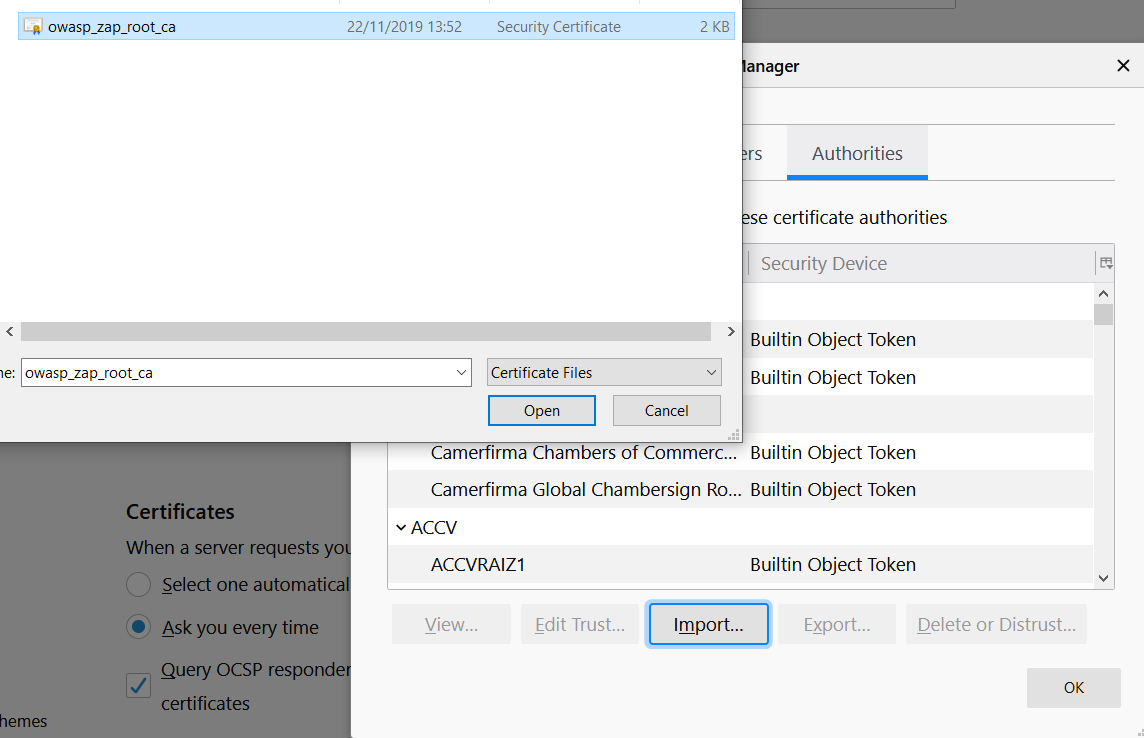 owasp_zap_root_ca 22/11/2019 13:52 Security Certificate 2 KB
ne: owasp_zap_root_ca Certificate Files
Open Cancel
Manager
ers Authorities
ese certificate authorities
Security Device
Builtin Object Token
Builtin Object Token
Camerfirma Chambers of Commerc... Builtin Object Token
Camerfirma Global Chambersign Ro... Builtin Object Token
ACCV
ACCVRAIZ1 Builtin Object Token
View... Edit Trust... Import... Export... Delete or Distrust...
OK
Certificates
When a server requests you
Select one automatical
Ask you every time
Query OCSP responder
certificates
hemes